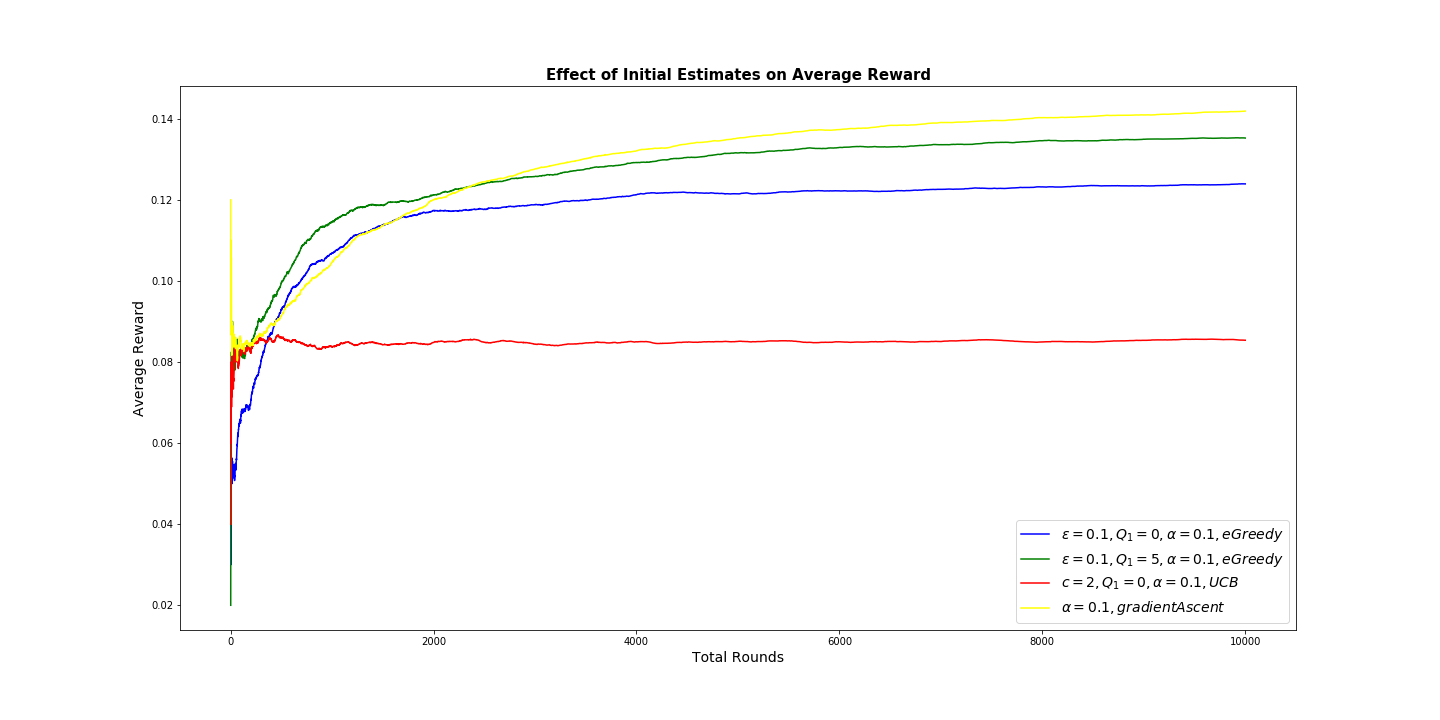 Effect of Initial Estimates on Average Reward
Average Reward
0.14
0.12
0.10
0.08
0.06
0.04
0.02
0 2000 4000 6000 8000 10000
Total Rounds
ε = 0.1, Q₁ = 0, α = 0.1, eGreedy
ε = 0.1, Q₁ = 5, α = 0.1, eGreedy
c = 2, Q₁ = 0, α = 0.1, UCB
α = 0.1, gradientAscent